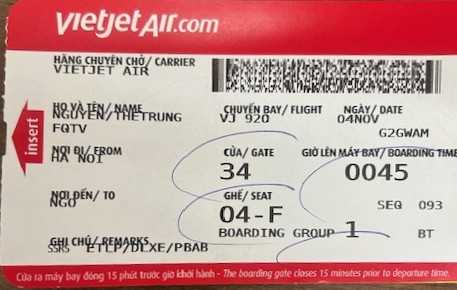 vietjetAir.com
HÃNG CHUYÊN CHỞ/ CARRIER
VIETJET AIR
HỌ VÀ TÊN/ NAME
NGUYEN/THETRUNG
FQTV
CHUYẾN BAY/ FLIGHT
VJ 920
NGÀY/ DATE
04NOV
G2GWAM
insert
NƠI ĐI/ FROM
HA NOI
CỬA/ GATE
34
GIỜ LÊN MÁY BAY/ BOARDING TIME
0045
NƠI ĐẾN/ TO
NGO
GHẾ/ SEAT
04-F
SEQ 093
BOARDING GROUP 1 BT
GHI CHÚ/ REMARKS
SSRS ETLP/DLXE/PBAB
Cửa ra máy bay đóng 15 phút trước giờ khởi hành - The boarding gate closes 15 minutes prior to departure time.